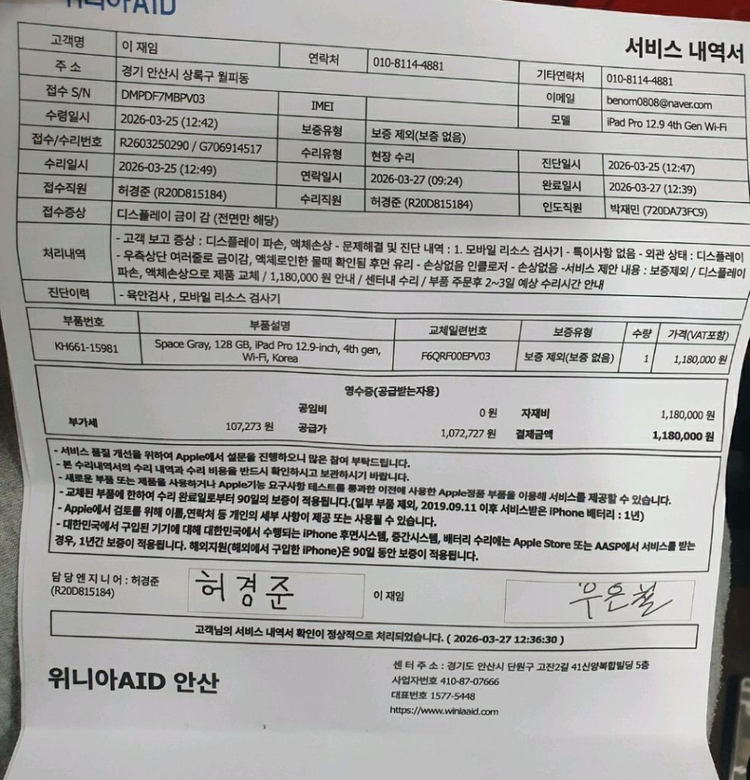 위니아AID
서비스 내역서
고객명 이 재임 연락처 010-8114-4881 기타연락처 010-8114-4881
주 소 경기 안산시 상록구 월피동 이메일 benom0808@naver.com
접수 S/N DMPDF7MBPV03 IMEI 모델 iPad Pro 12.9 4th Gen Wi-Fi
수령일시 2026-03-25 (12:42) 보증유형 보증 제외(보증 없음)
접수/수리번호 R2603250290 / G706914517 수리유형 현장 수리 진단일시 2026-03-25 (12:47)
수리일시 2026-03-25 (12:49) 연락일시 2026-03-27 (09:24) 완료일시 2026-03-27 (12:39)
접수직원 허경준 (R20D815184) 수리직원 허경준 (R20D815184) 인도직원 박재민 (720DA73FC9)
접수증상 디스플레이 금이 감 (전면만 해당)
처리내역 - 고객 보고 증상 : 디스플레이 파손, 액체손상 - 문제해결 및 진단 내역 : 1. 모바일 리소스 검사기 - 특이사항 없음 - 외관 상태 : 디스플레이
- 우측상단 여러줄로 금이감, 액체로인한 물때 확인됨 후면 유리 - 손상없음 인클로저 - 손상없음 -서비스 제안 내용 : 보증제외 / 디스플레이
파손, 액체손상으로 제품 교체 / 1,180,000 원 안내 / 센터내 수리 / 부품 주문후 2~3일 예상 수리시간 안내
진단이력 - 육안검사 , 모바일 리소스 검사기
부품번호 부품설명 교체일련번호 보증유형 수량 가격(VAT포함)
KH661-15981 Space Gray, 128 GB, iPad Pro 12.9-inch, 4th gen, Wi-Fi, Korea F6QRF00EPV03 보증 제외(보증 없음) 1 1,180,000 원
영수증(공급받는자용)
공임비 0 원 자재비 1,180,000 원
부가세 107,273 원 공급가 1,072,727 원 결제금액 1,180,000 원
- 서비스 품질 개선을 위하여 Apple에서 설문을 진행하오니 많은 참여 부탁드립니다.
- 본 수리내역서의 수리 내역과 수리 비용을 반드시 확인하시고 보관하시기 바랍니다.
- 새로운 부품 또는 제품을 사용하거나 Apple기능 요구사항 테스트를 통과한 이전에 사용한 Apple정품 부품을 이용해 서비스를 제공할 수 있습니다.
- 교체된 부품에 한하여 수리 완료일로부터 90일의 보증이 적용됩니다.(일부 부품 제외, 2019.09.11 이후 서비스받은 iPhone 배터리 : 1년)
- Apple에서 검토를 위해 이름,연락처 등 개인의 세부 사항이 제공 또는 사용될 수 있습니다.
- 대한민국에서 구입된 기기에 대해 대한민국에서 수행되는 iPhone 후면시스템, 중간시스템, 배터리 수리에는 Apple Store 또는 AASP에서 서비스를 받는
경우, 1년간 보증이 적용됩니다. 해외지원(해외에서 구입한 iPhone)은 90일 동안 보증이 적용됩니다.
담당엔지니어 : 허경준
(R20D815184)
허경준
이 재임
우은철
고객님의 서비스 내역서 확인이 정상적으로 처리되었습니다. ( 2026-03-27 12:36:30 )
위니아AID 안산
센터주소 : 경기도 안산시 단원구 고잔2길 41신양복합빌딩 5층
사업자번호 410-87-07666
대표번호 1577-5448
https://www.winiaaid.com